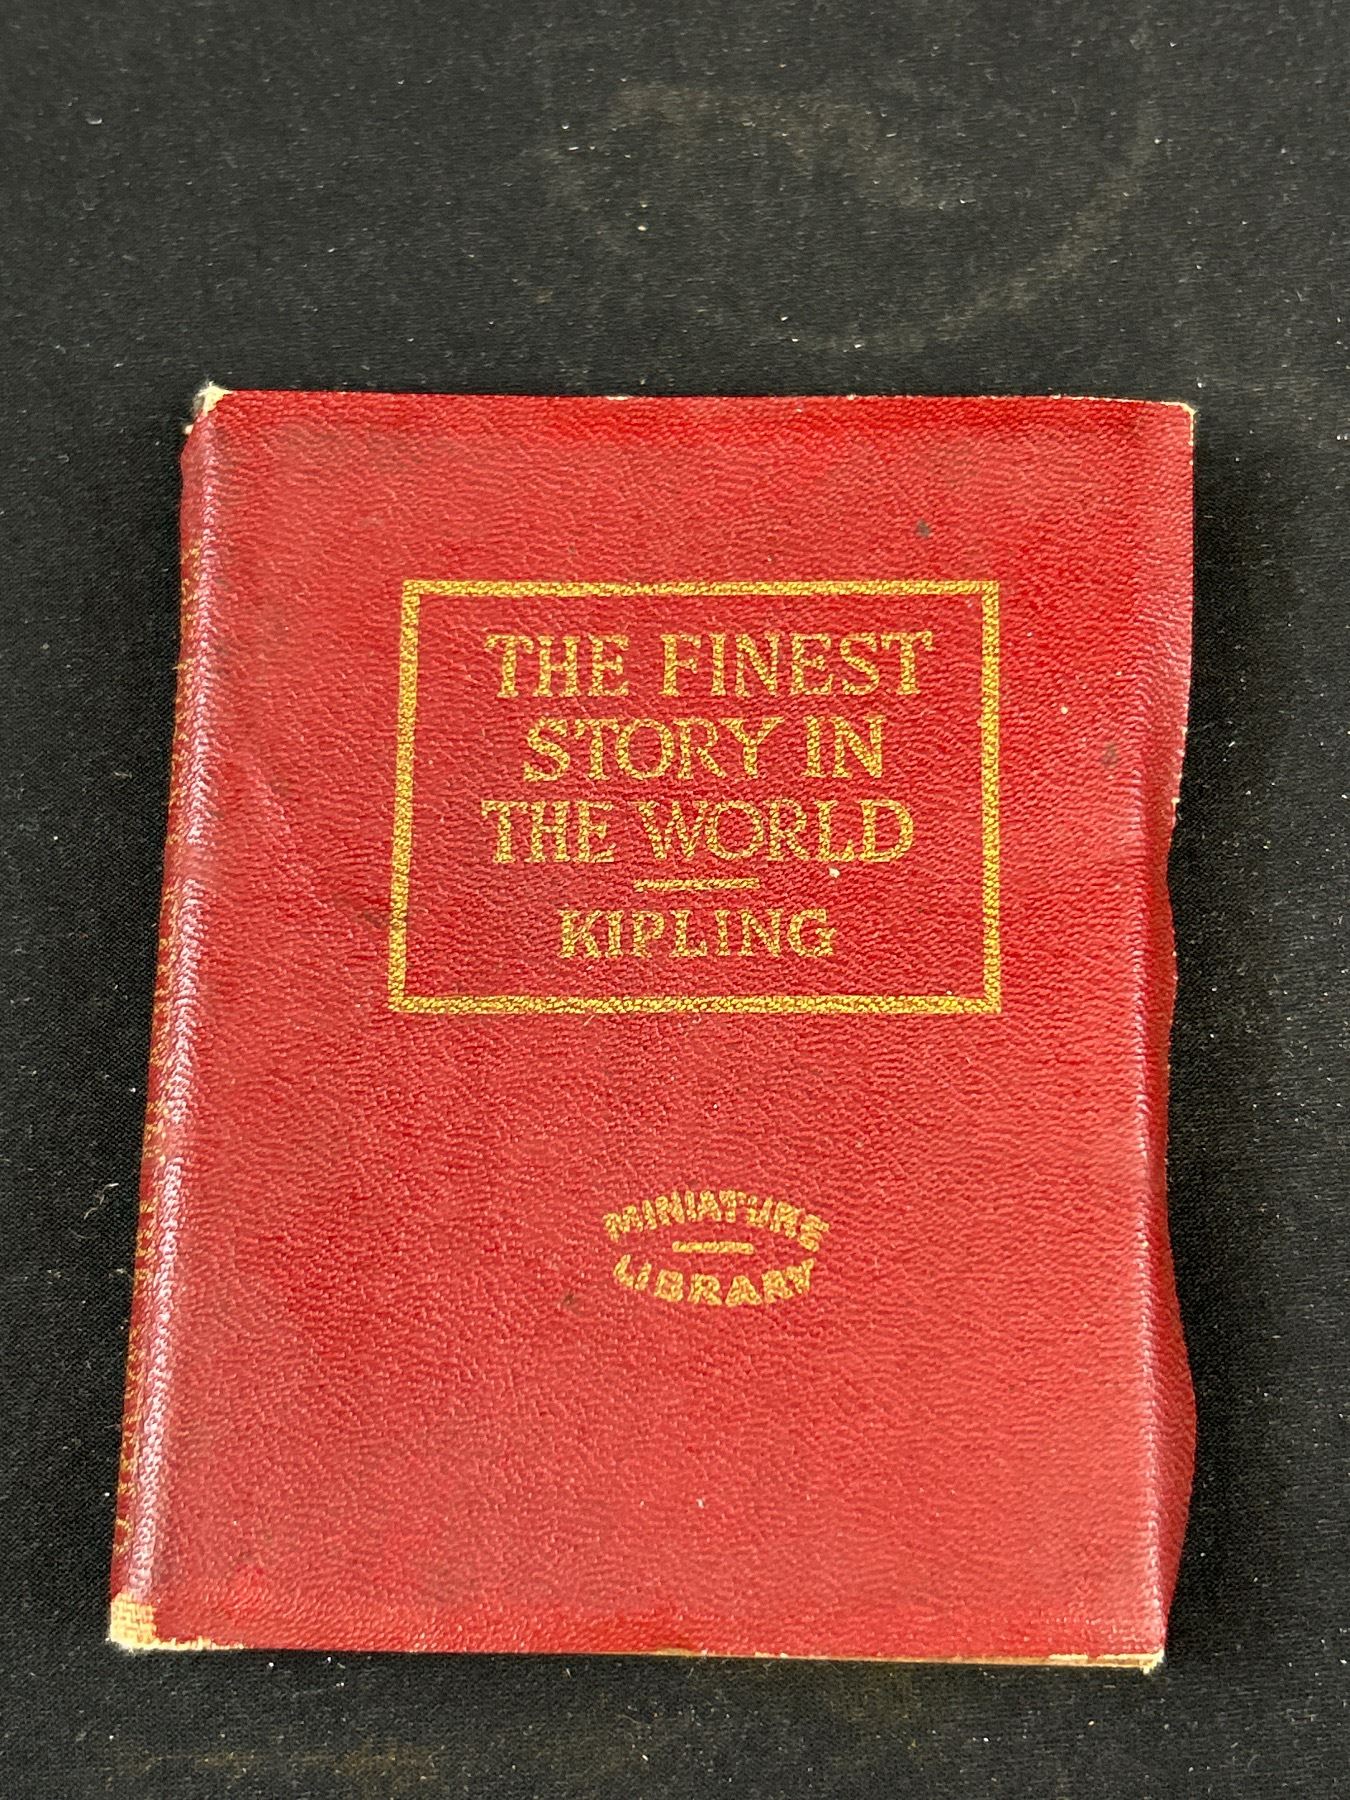 THE FINEST
STORY IN
THE WORLD
KIPLING
MINIATURE
LIBRARY